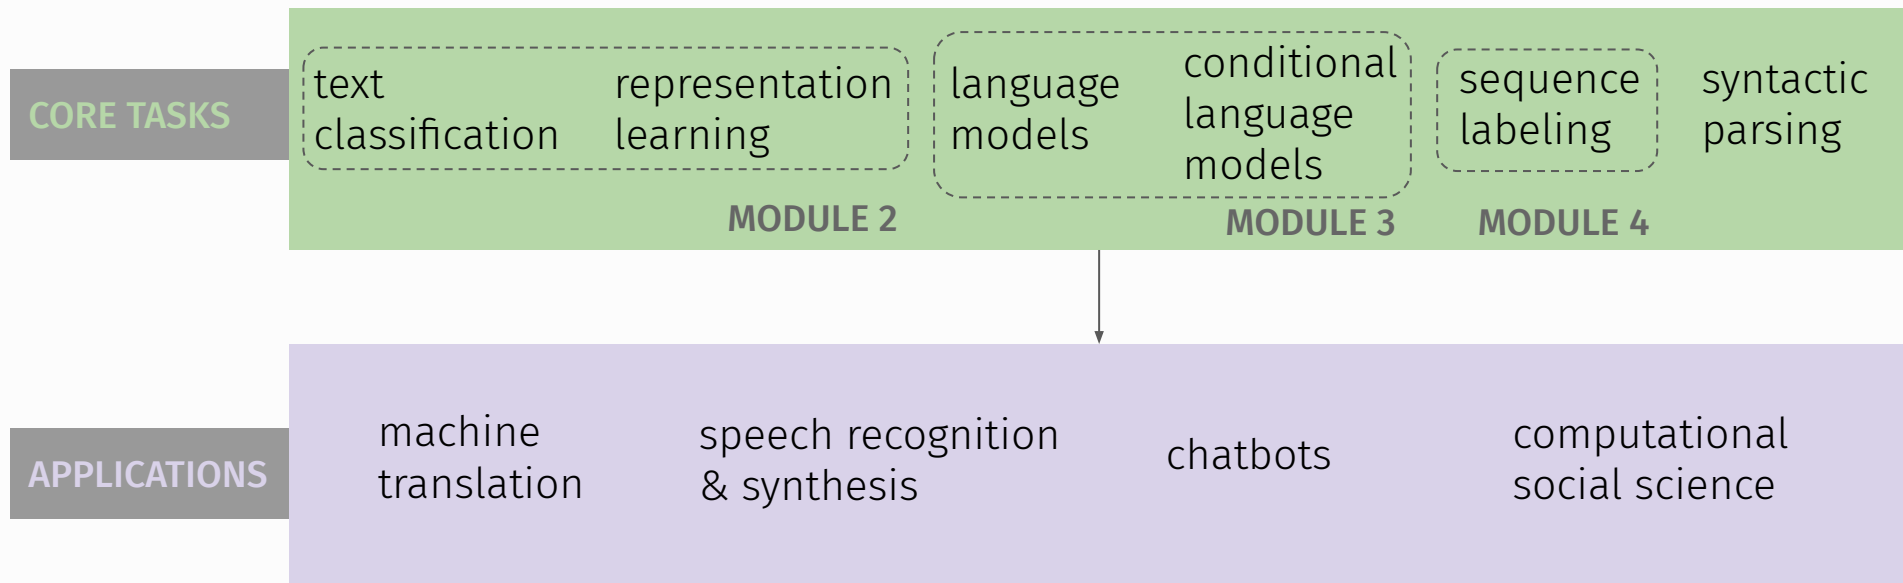 CORE TASKS
text
classification
representation
learning
language
models
conditional
language
models
sequence
labeling
syntactic
parsing
MODULE 2
MODULE 3
MODULE 4
APPLICATIONS
machine
translation
speech recognition
& synthesis
chatbots
computational
social science